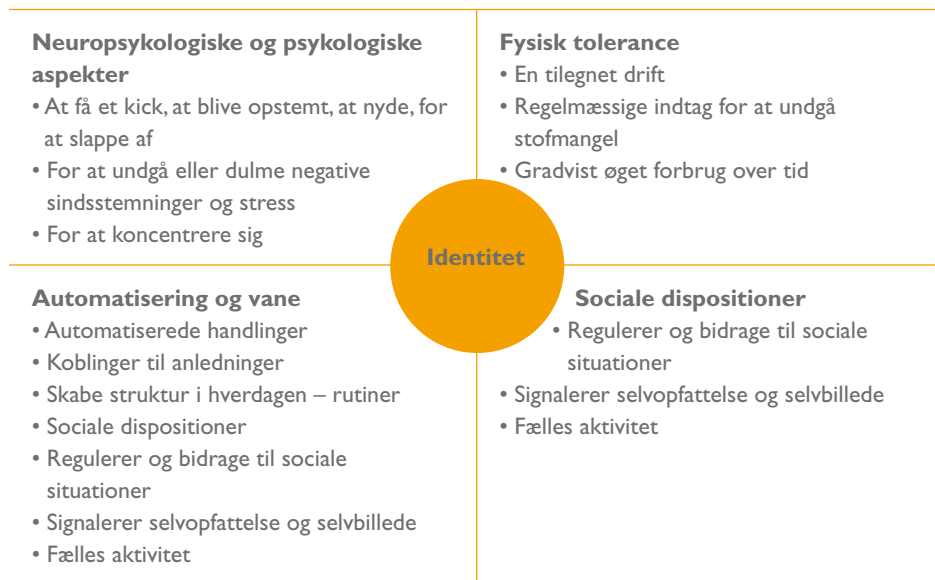 Neuropsykologiske og psykologiske
aspekter
• At få et kick, at blive opstemt, at nyde, for
at slappe af
• For at undgå eller dulme negative
sindsstemninger og stress
• For at koncentrere sig
Fysisk tolerance
• En tilegnet drift
• Regelmæssige indtag for at undgå
stofmangel
• Gradvist øget forbrug over tid
Identitet
Automatisering og vane
• Automatiserede handlinger
• Koblinger til anledninger
• Skabe struktur i hverdagen – rutiner
• Sociale dispositioner
• Regulerer og bidrage til sociale
situationer
• Signalerer selvopfattelse og selvbillede
• Fælles aktivitet
Sociale dispositioner
• Regulerer og bidrage til sociale
situationer
• Signalerer selvopfattelse og selvbillede
• Fælles aktivitet